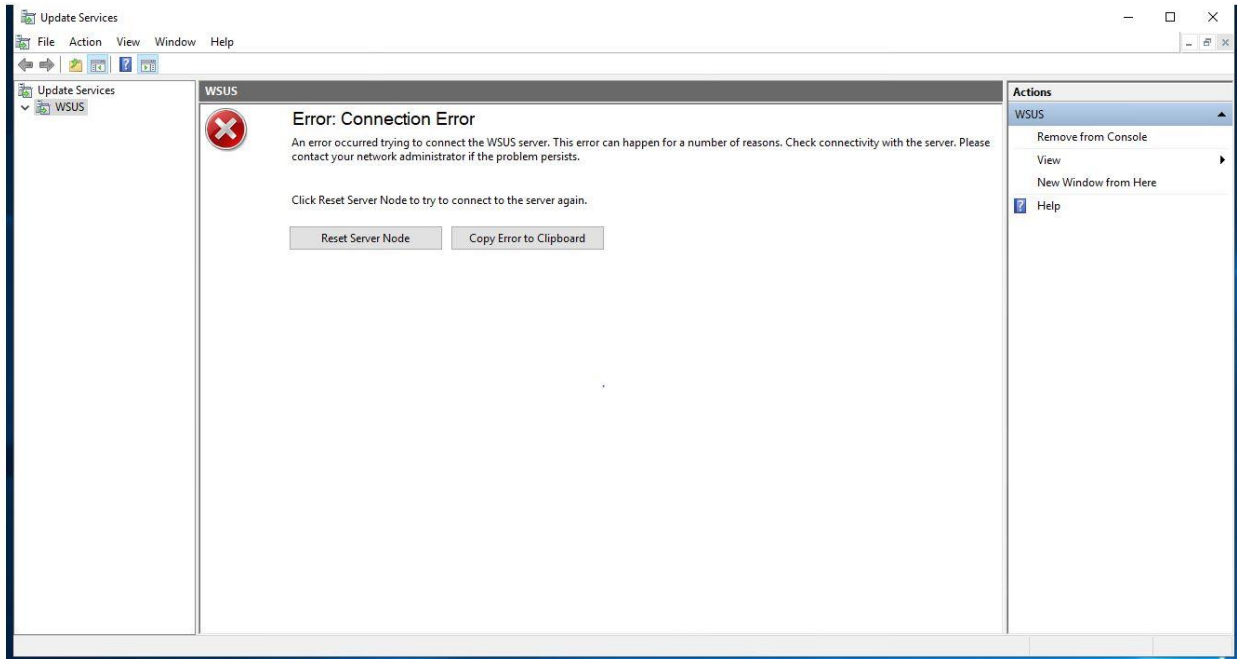 Update Services
File Action View Window Help
Update Services
WSUS
WSUS
Error: Connection Error
An error occurred trying to connect the WSUS server. This error can happen for a number of reasons. Check connectivity with the server. Please
contact your network administrator if the problem persists.
Click Reset Server Node to try to connect to the server again.
Reset Server Node
Copy Error to Clipboard
Actions
WSUS
Remove from Console
View
New Window from Here
Help